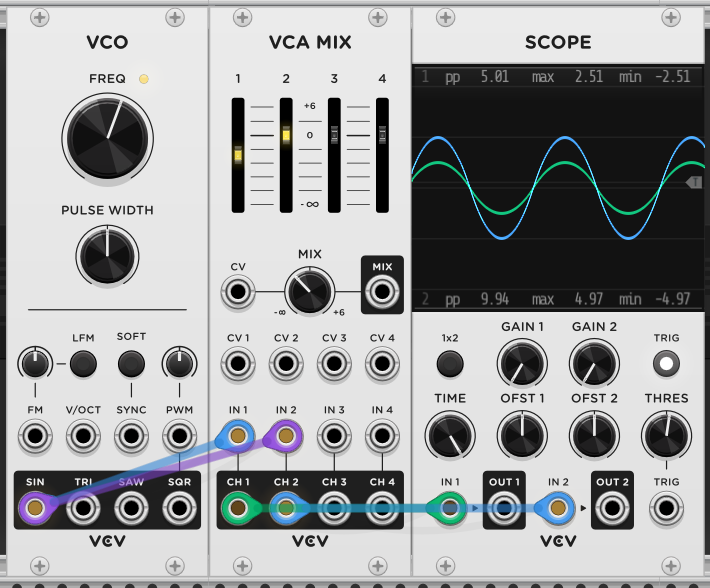 VCO
FREQ
PULSE WIDTH
LFM
SOFT
FM
V/OCT
SYNC
PWM
SIN
TRI
SAW
SQR
VCV
VCA MIX
1 2 3 4
+6
0
-∞
CV
MIX
-∞
+6
MIX
CV 1 CV 2 CV 3 CV 4
IN 1 IN 2 IN 3 IN 4
CH 1 CH 2 CH 3 CH 4
VCV
SCOPE
1 pp 5.01 max 2.51 min -2.51
T
2 pp 9.94 max 4.97 min -4.97
1x2
GAIN 1
GAIN 2
TRIG
TIME
OFST 1
OFST 2
THRES
IN 1
OUT 1
IN 2
OUT 2
TRIG
VCV